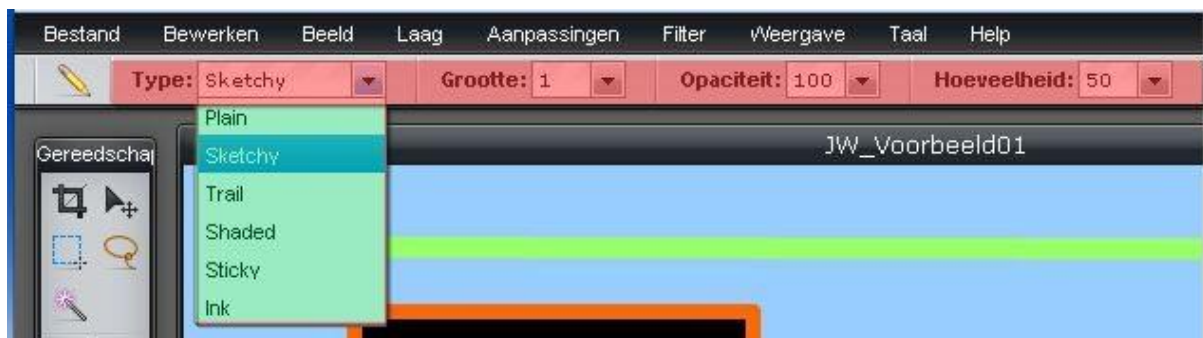 Bestand Bewerken Beeld Laag Aanpassingen Filter Weergave Taal Help
Type: Sketchy Grootte: 1 Opaciteit: 100 Hoeveelheid: 50
Plain
JW_Voorbeeld01
Gereedschap
Sketchy
Trail
Shaded
Sticky
Ink